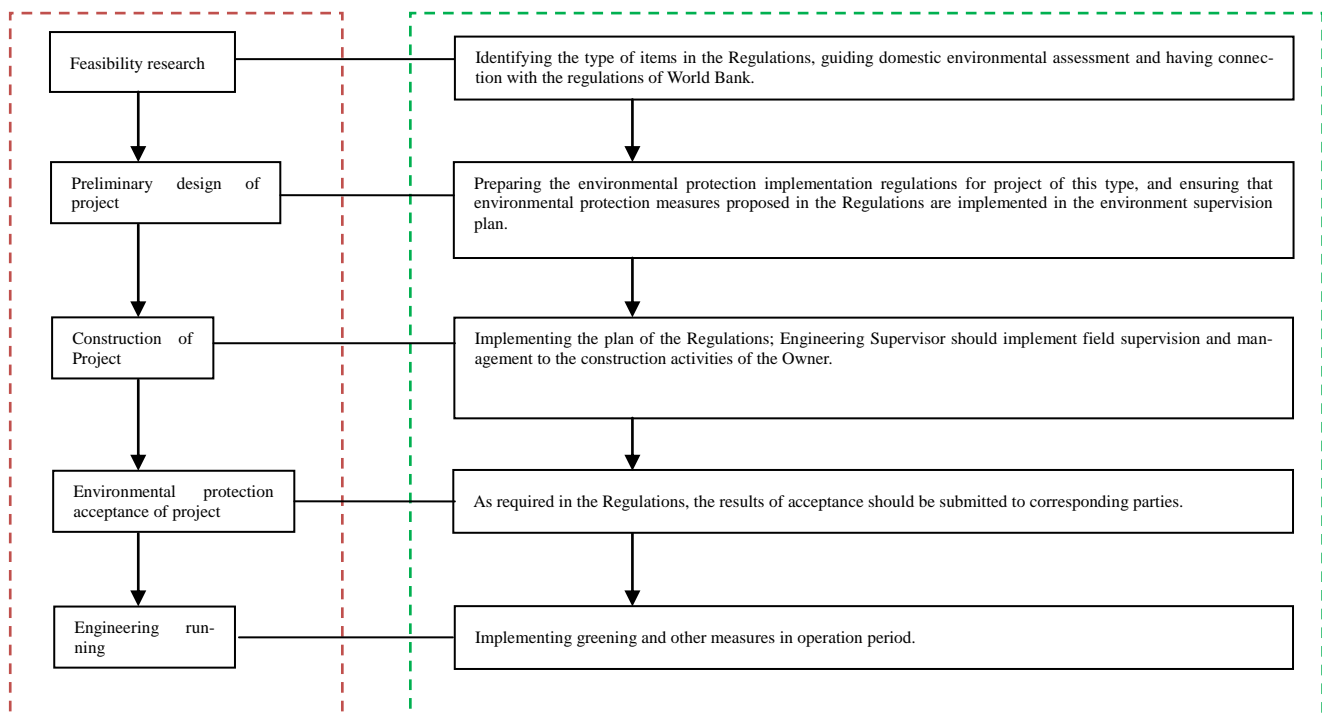 Feasibility research
Identifying the type of items in the Regulations, guiding domestic environmental assessment and having connec-
tion with the regulations of World Bank.
Preliminary design of
project
Preparing the environmental protection implementation regulations for project of this type, and ensuring that
environmental protection measures proposed in the Regulations are implemented in the environment supervision
plan.
Construction of
Project
Implementing the plan of the Regulations; Engineering Supervisor should implement field supervision and man-
agement to the construction activities of the Owner.
Environmental protection
acceptance of project
As required in the Regulations, the results of acceptance should be submitted to corresponding parties.
Engineering run-
ning
Implementing greening and other measures in operation period.